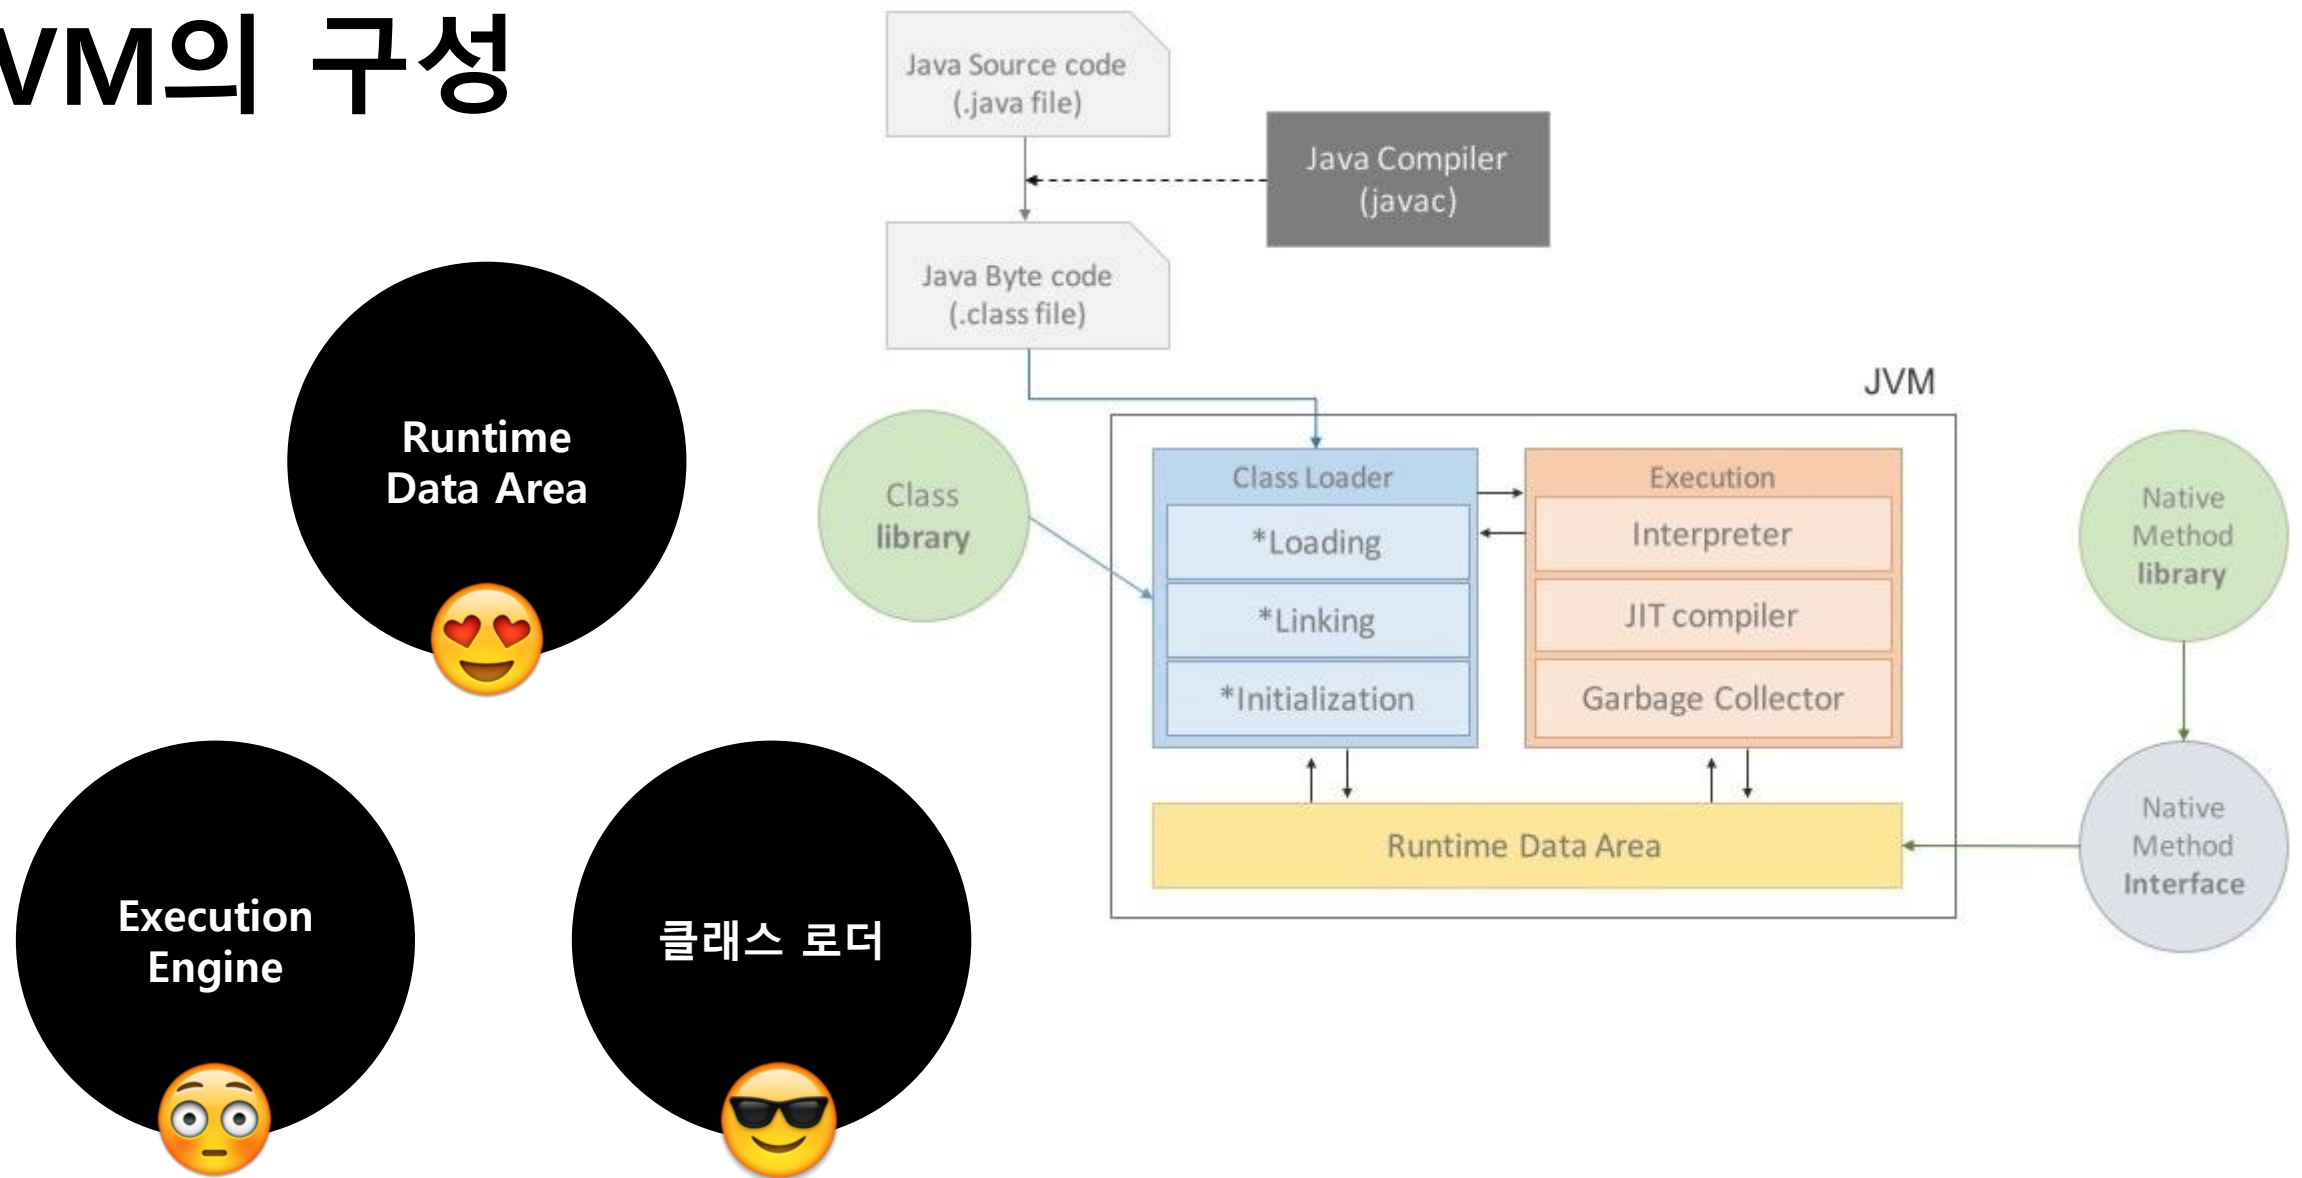 VM의 구성
Java Source code
(.java file)
Java Compiler
(javac)
Java Byte code
(.class file)
JVM
Runtime
Data Area
Class
library
Class Loader
*Loading
*Linking
*Initialization
Execution
Interpreter
JIT compiler
Garbage Collector
Native
Method
library
Runtime Data Area
Native
Method
Interface
Execution
Engine
클래스 로더